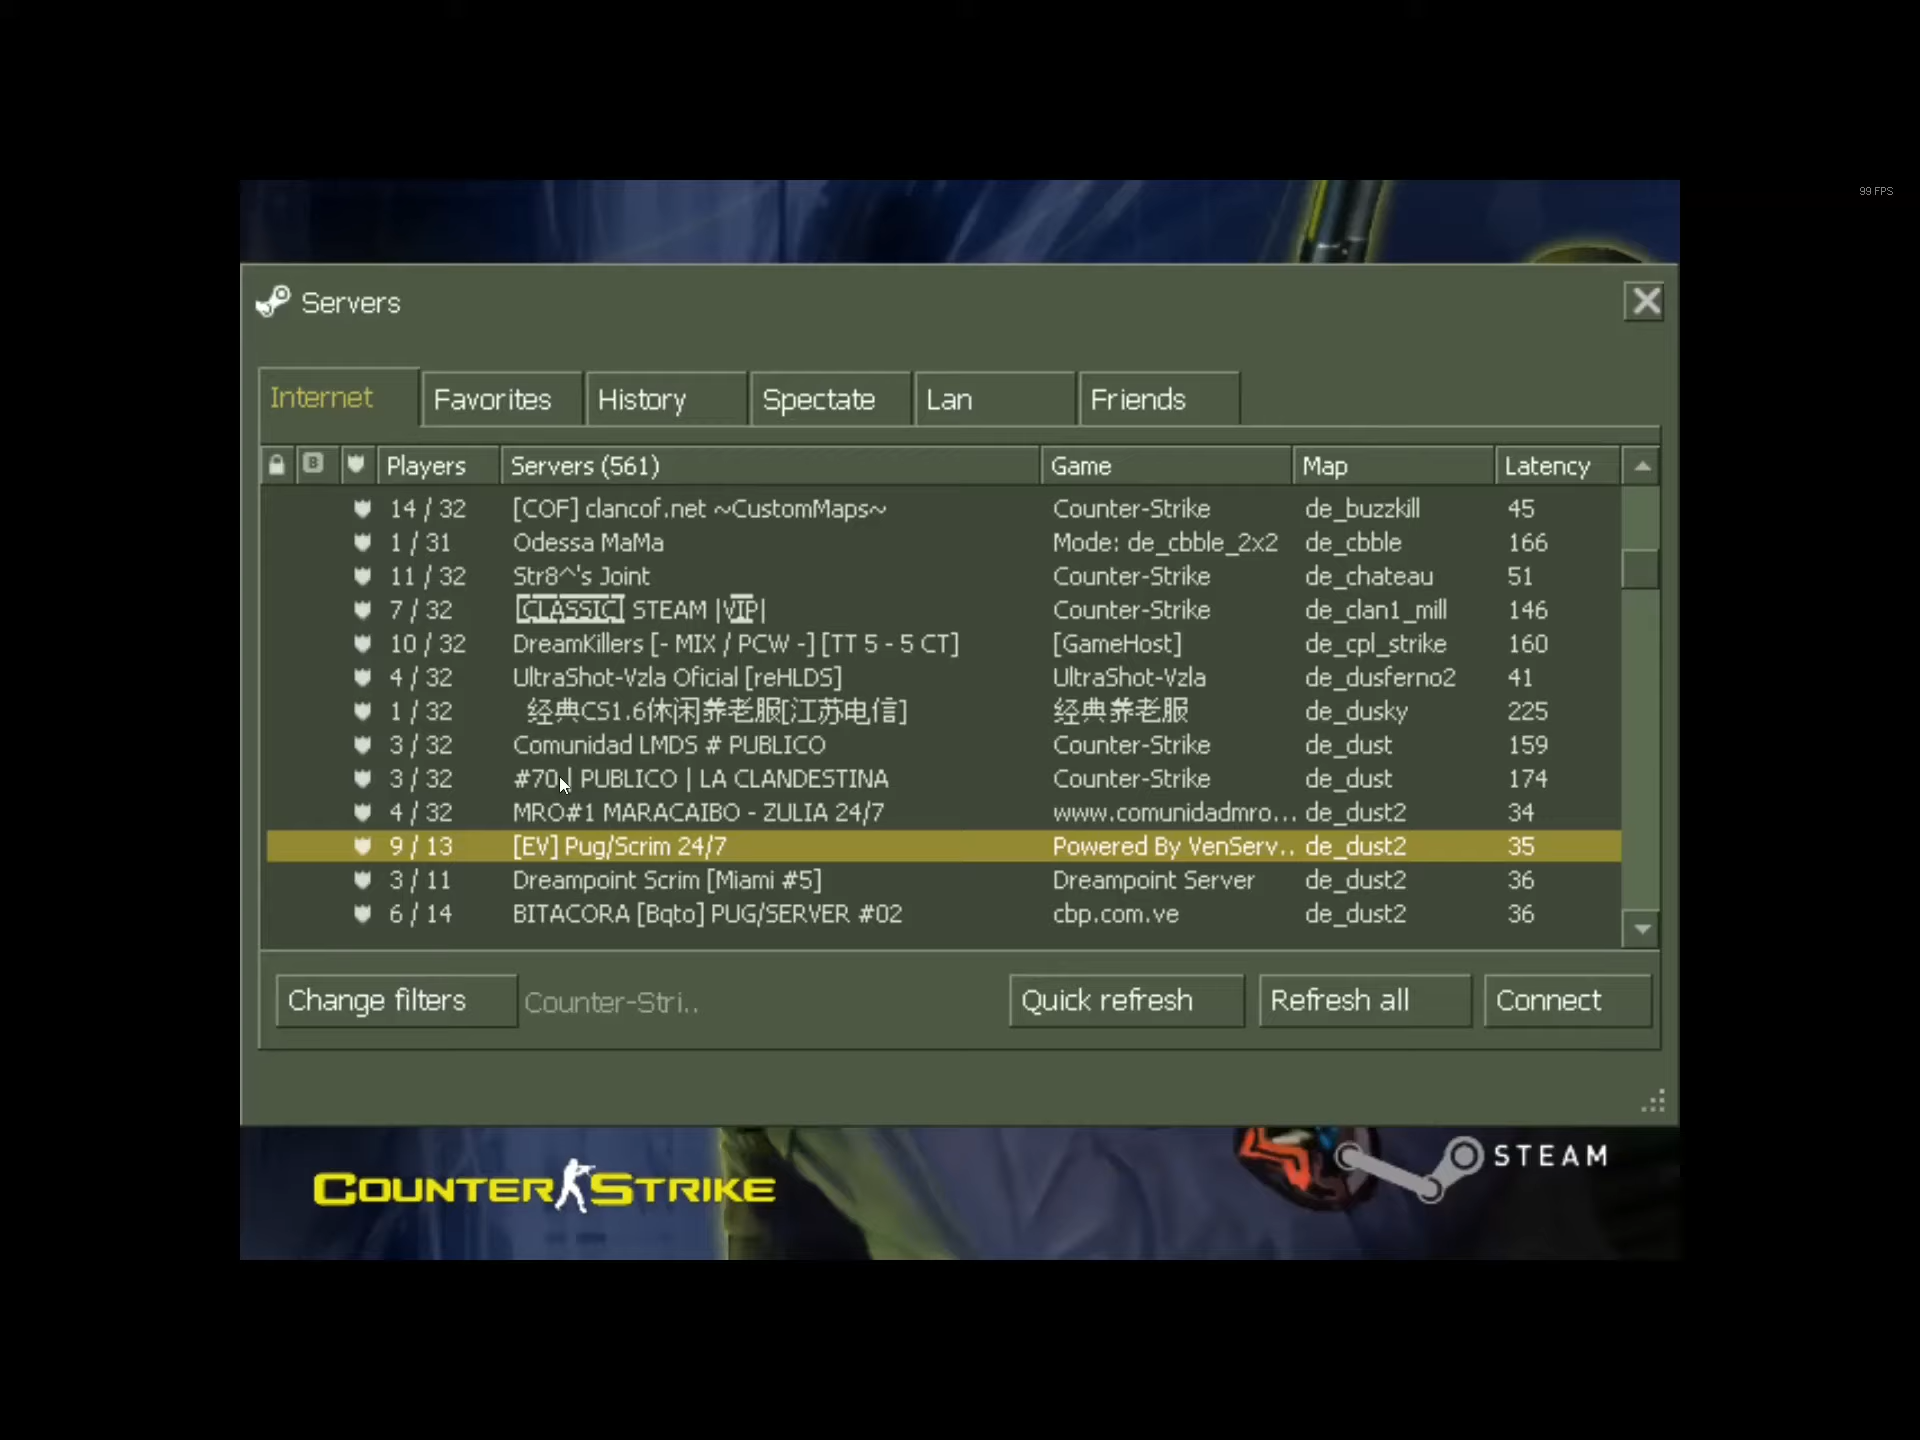 99 FPS
Servers
Internet Favorites History Spectate Lan Friends
B Players Servers (561) Game Map Latency
14 / 32 [COF] clancof.net ~CustomMaps~ Counter-Strike de_buzzkill 45
1 / 31 Odessa MaMa Mode: de_cbble_2x2 de_cbble 166
11 / 32 Str8^'s Joint Counter-Strike de_chateau 51
7 / 32 [CLASSIC] STEAM |VIP| Counter-Strike de_clan1_mill 146
10 / 32 DreamKillers [- MIX / PCW -] [TT 5 - 5 CT] [GameHost] de_cpl_strike 160
4 / 32 UltraShot-Vzla Oficial [reHLDS] UltraShot-Vzla de_dusferno2 41
1 / 32 经典CS1.6休闲养老服[江苏电信] 经典养老服 de_dusky 225
3 / 32 Comunidad LMDS # PUBLICO Counter-Strike de_dust 159
3 / 32 #70 | PUBLICO | LA CLANDESTINA Counter-Strike de_dust 174
4 / 32 MRO#1 MARACAIBO - ZULIA 24/7 www.comunidadmro... de_dust2 34
9 / 13 [EV] Pug/Scrim 24/7 Powered By VenServ.. de_dust2 35
3 / 11 Dreampoint Scrim [Miami #5] Dreampoint Server de_dust2 36
6 / 14 BITACORA [Bqto] PUG/SERVER #02 cbp.com.ve de_dust2 36
Change filters Counter-Stri.. Quick refresh Refresh all Connect
STEAM
COUNTER STRIKE